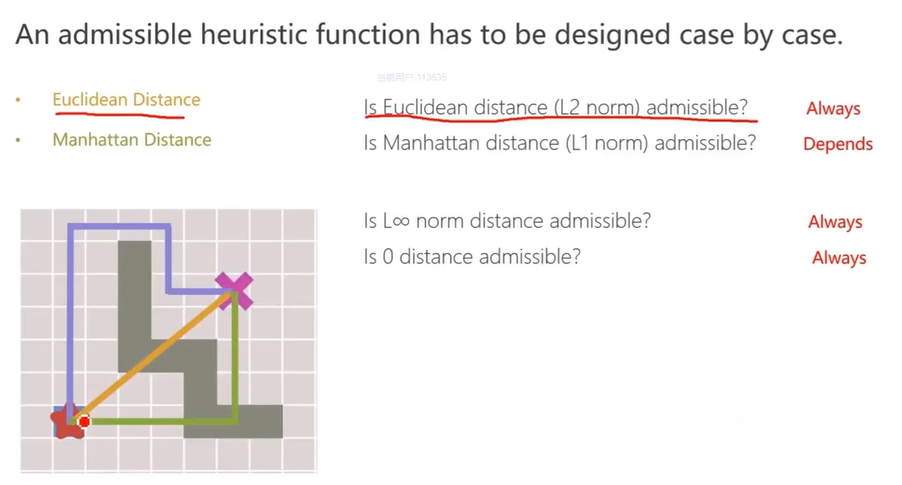 An admissible heuristic function has to be designed case by case.
当前用户:113635
• Euclidean Distance
• Manhattan Distance
Is Euclidean distance (L2 norm) admissible? Always
Is Manhattan distance (L1 norm) admissible? Depends
Is L∞ norm distance admissible? Always
Is 0 distance admissible? Always